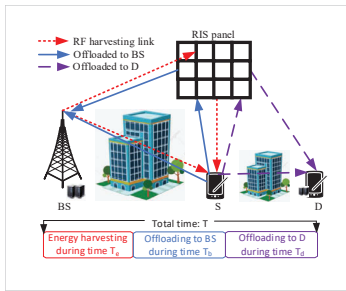 RF harvesting link
Offloaded to BS
Offloaded to D
RIS panel
BS
S
D
Total time: T
Energy harvesting during time Te
Offloading to BS during time Tb
Offloading to D during time Td